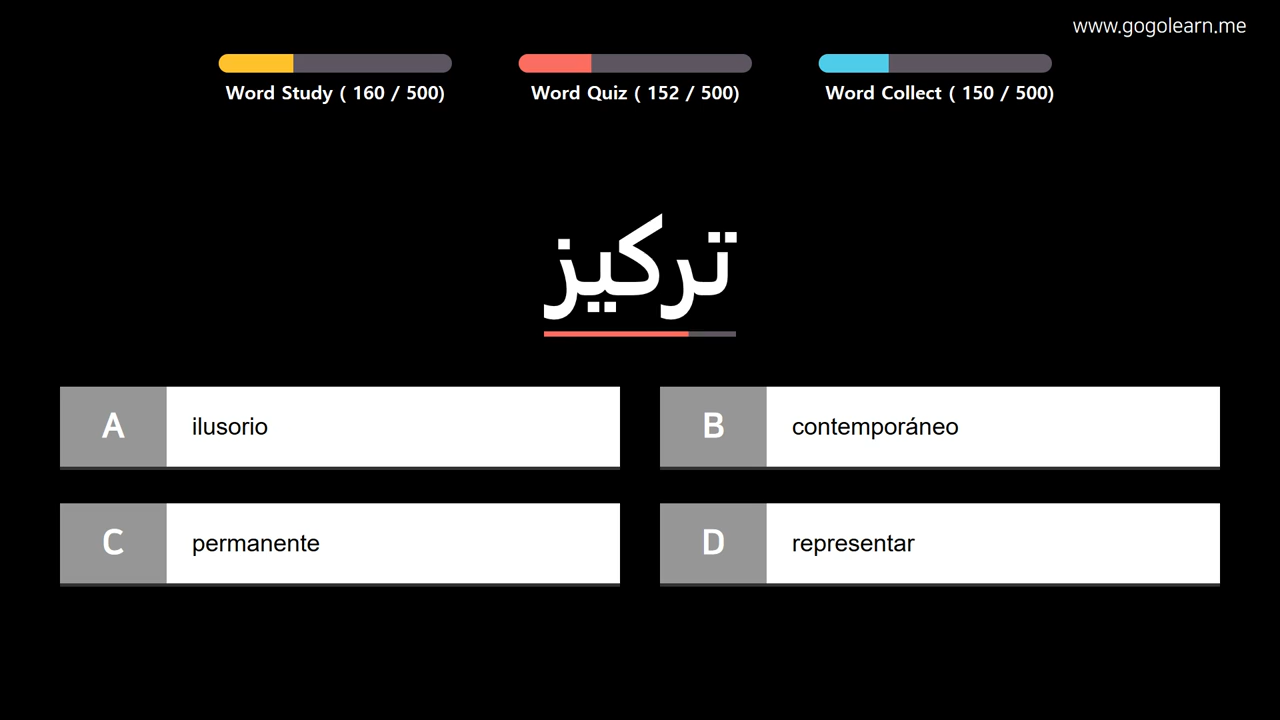 www.gogolearn.me
Word Study ( 160 / 500)
Word Quiz ( 152 / 500)
Word Collect ( 150 / 500)
تركيز
A ilusorio
B contemporáneo
C permanente
D representar